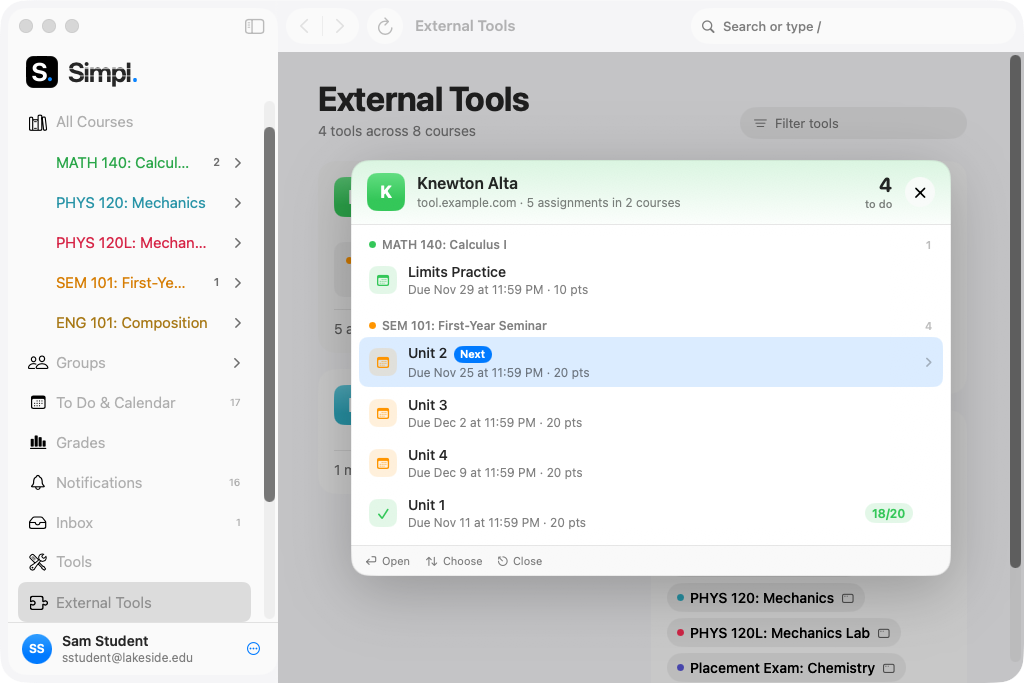 External Tools
Search or type /
S.
Simpl.
All Courses
MATH 140: Calcul... 2
PHYS 120: Mechanics
PHYS 120L: Mechan...
SEM 101: First-Ye... 1
ENG 101: Composition
Groups
To Do & Calendar 17
Grades
Notifications 16
Inbox 1
Tools
External Tools
SS
Sam Student
sstudent@lakeside.edu
External Tools
4 tools across 8 courses
Filter tools
K
Knewton Alta
tool.example.com · 5 assignments in 2 courses
4
to do
MATH 140: Calculus I 1
Limits Practice
Due Nov 29 at 11:59 PM · 10 pts
SEM 101: First-Year Seminar 4
Unit 2 Next
Due Nov 25 at 11:59 PM · 20 pts
Unit 3
Due Dec 2 at 11:59 PM · 20 pts
Unit 4
Due Dec 9 at 11:59 PM · 20 pts
Unit 1
Due Nov 11 at 11:59 PM · 20 pts
18/20
Open Choose Close
5 a
1 m
PHYS 120: Mechanics
PHYS 120L: Mechanics Lab
Placement Exam: Chemistry